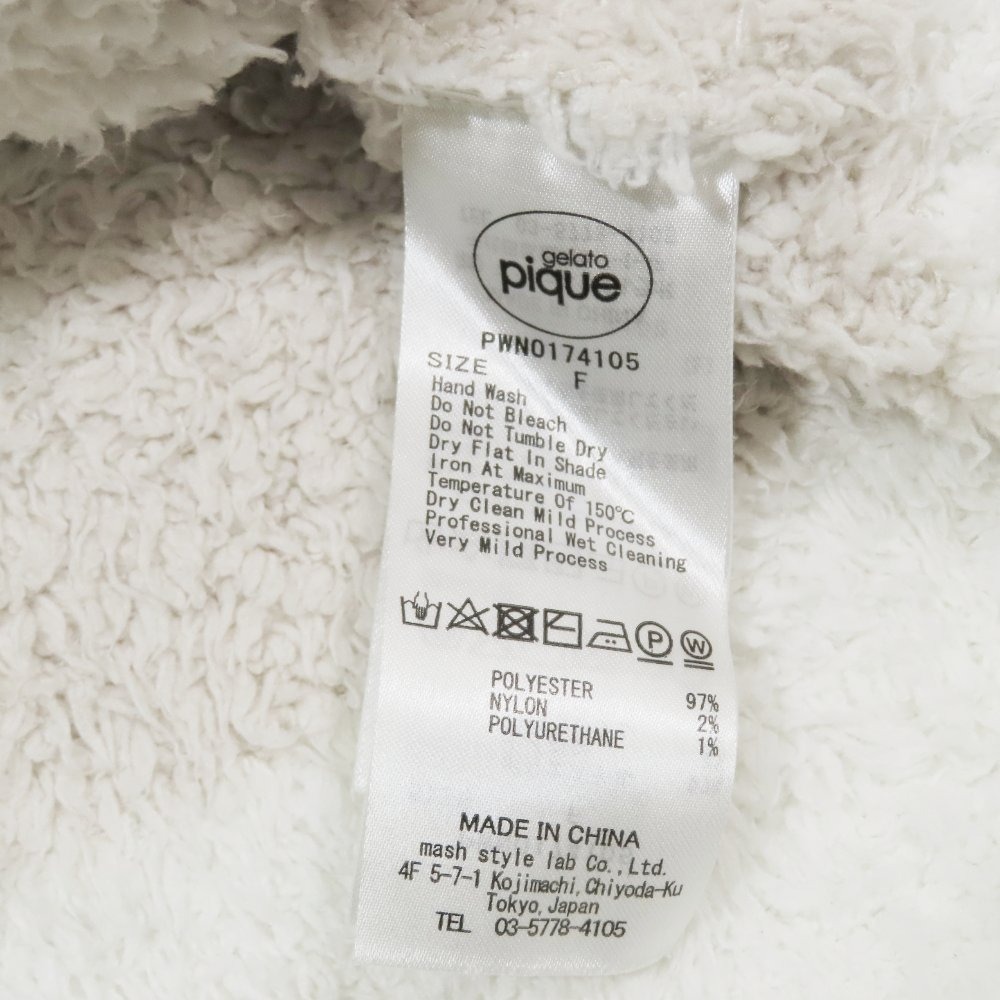 gelato
pique
PWN0174105
SIZE F
Hand Wash
Do Not Bleach
Do Not Tumble Dry
Dry Flat In Shade
Iron At Maximum
Temperature Of 150℃
Dry Clean Mild Process
Professional Wet Cleaning
Very Mild Process
P W
POLYESTER 97%
NYLON 2%
POLYURETHANE 1%
MADE IN CHINA
mash style lab Co.,Ltd.
4F 5-7-1 Kojimachi,Chiyoda-Ku
Tokyo,Japan
TEL 03-5778-4105